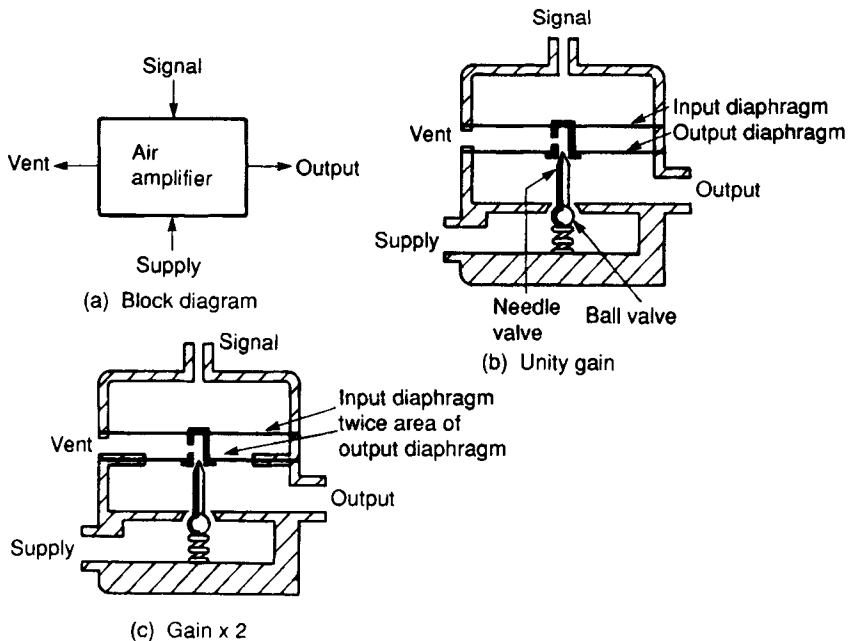 Signal
Vent
Air
amplifier
Output
Supply
(a) Block diagram
Signal
Input diaphragm
Output diaphragm
Vent
Output
Supply
Needle
valve
Ball valve
(b) Unity gain
Signal
Input diaphragm
twice area of
output diaphragm
Vent
Output
Supply
(c) Gain x 2